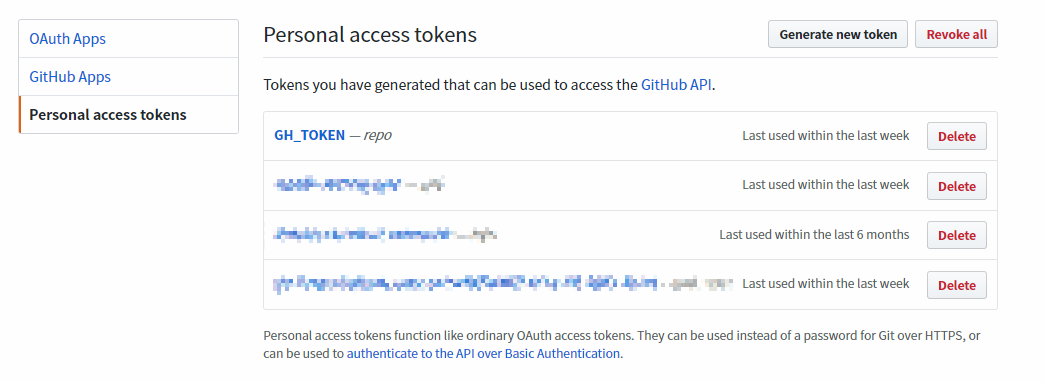 OAuth Apps
GitHub Apps
Personal access tokens
Personal access tokens
Generate new token
Revoke all
Tokens you have generated that can be used to access the GitHub API.
GH_TOKEN — repo
Last used within the last week
Delete
Last used within the last week
Delete
Last used within the last 6 months
Delete
Last used within the last week
Delete
Personal access tokens function like ordinary OAuth access tokens. They can be used instead of a password for Git over HTTPS, or
can be used to authenticate to the API over Basic Authentication.